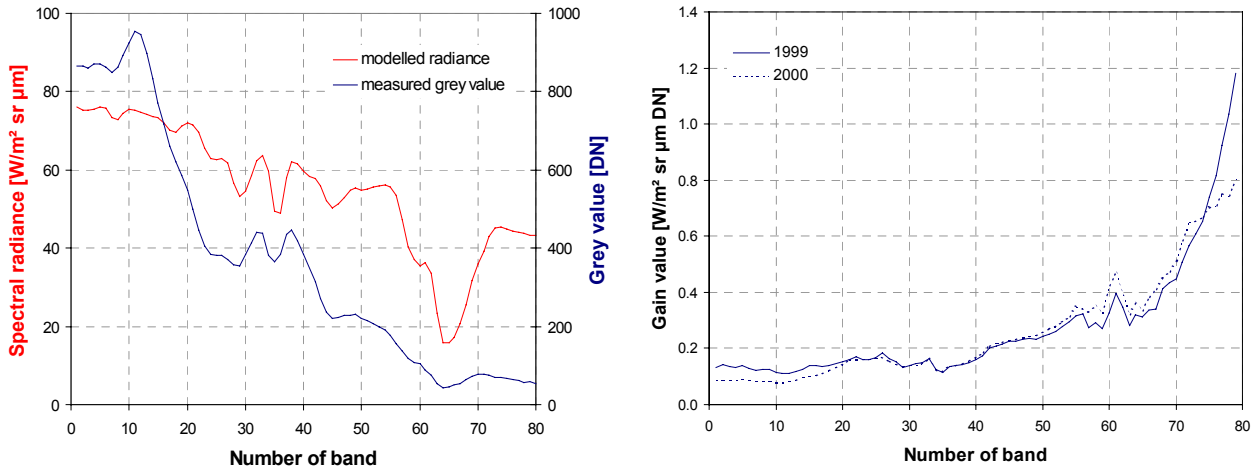 100
80
60
40
20
0
Spectral radiance [W/m² sr µm]
modelled radiance
measured grey value
1000
800
600
400
200
0
Grey value [DN]
0 10 20 30 40 50 60 70 80
Number of band
1.4
1.2
1.0
0.8
0.6
0.4
0.2
0.0
Gain value [W/m² sr µm DN]
1999
2000
0 10 20 30 40 50 60 70 80
Number of band